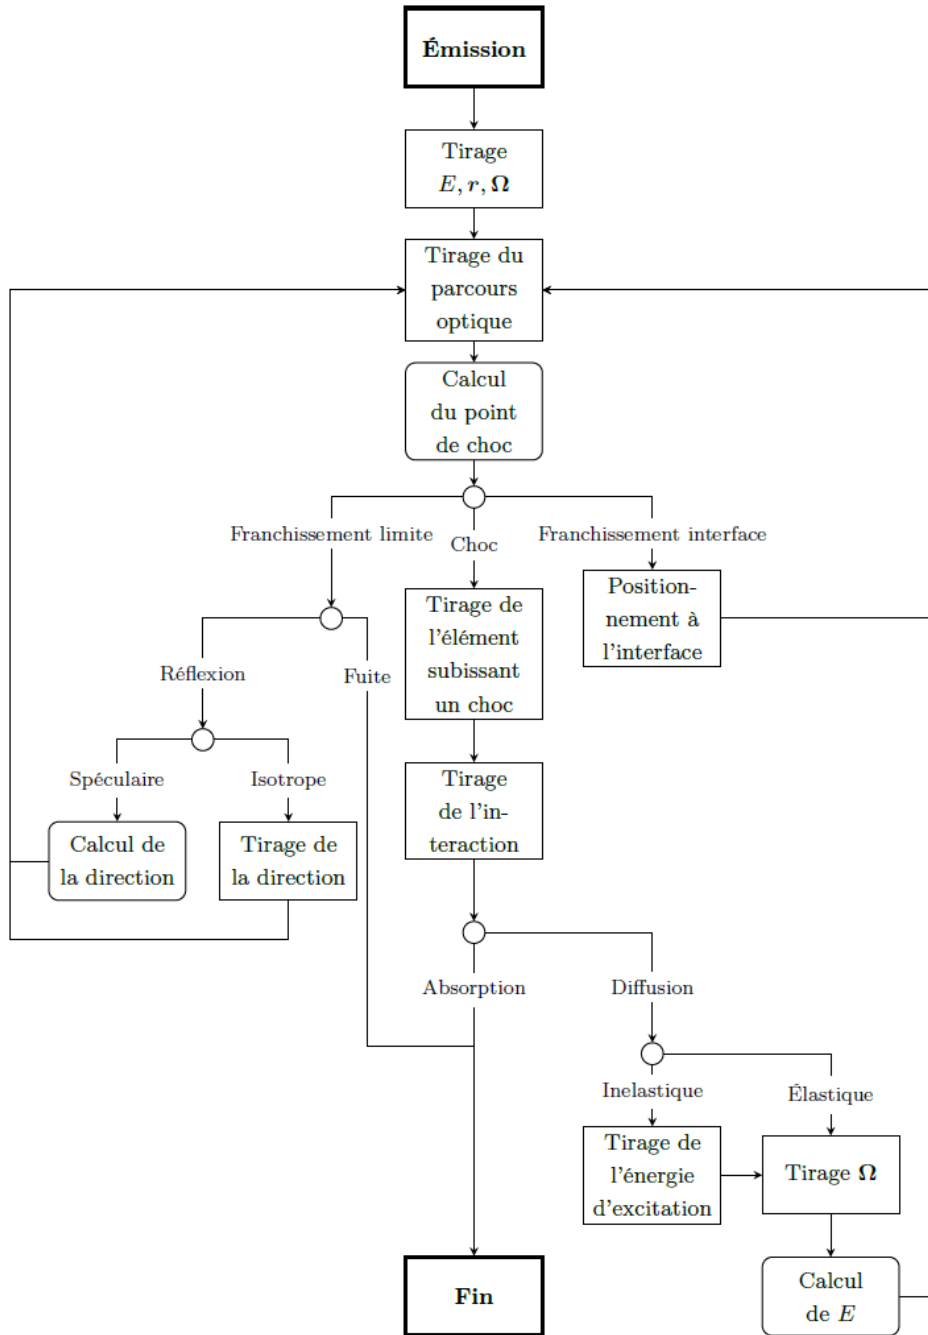 Émission
Tirage
E, r, Ω
Tirage du
parcours
optique
Calcul
du point
de choc
Franchissement limite
Choc
Franchissement interface
Position-
nement à
l'interface
Tirage de
l'élément
subissant
un choc
Réflexion
Fuite
Spéculaire
Isotrope
Tirage
de l'in-
teraction
Calcul de
la direction
Tirage de
la direction
Absorption
Diffusion
Inelastique
Élastique
Tirage de
l'énergie
d'excitation
Tirage Ω
Calcul
de E
Fin